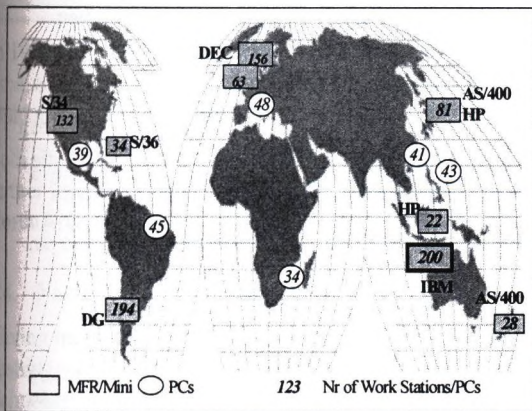 DEC 156
63
S/34
132
34 S/36
39
48
AS/400
81 HP
41
43
45
HP
22
200
IBM
34
DG 194
AS/400
28
MFR/Mini PCs 123 Nr of Work Stations/PCs